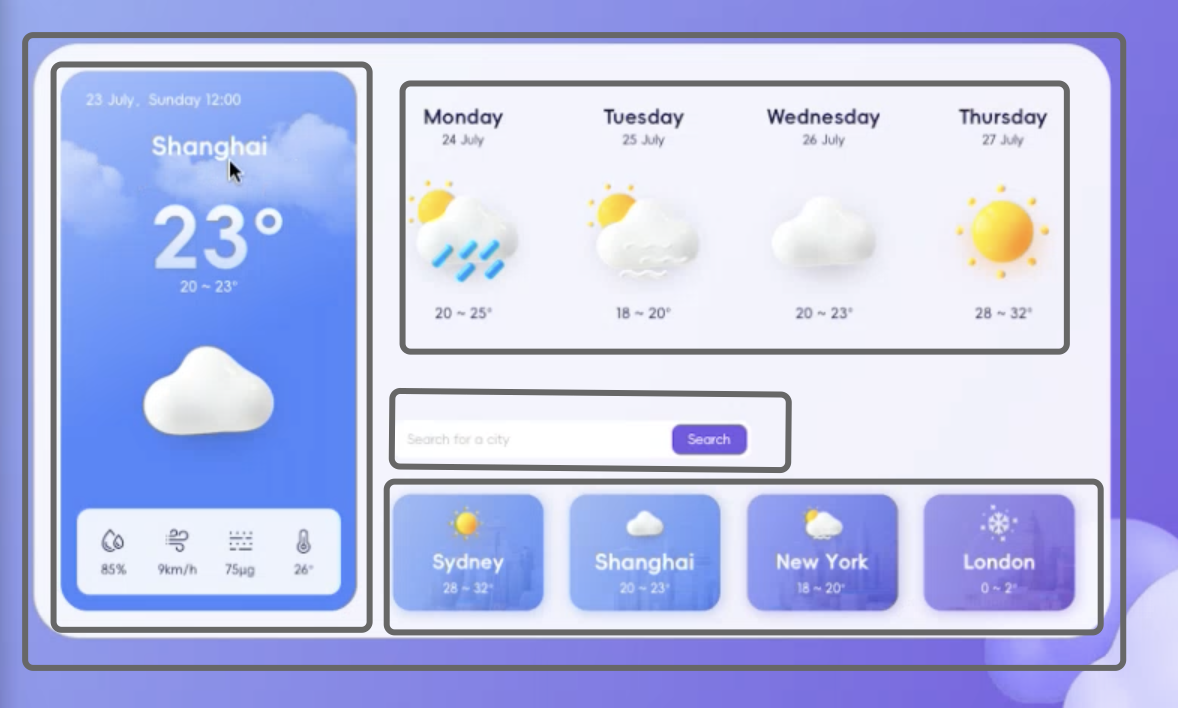 23 July, Sunday 12:00
Shanghai
23°
20 ~ 23°
85% 9km/h 75µg 26°
Monday Tuesday Wednesday Thursday
24 July 25 July 26 July 27 July
20 ~ 25° 18 ~ 20° 20 ~ 23° 28 ~ 32°
Search for a city Search
Sydney Shanghai New York London
28 ~ 32° 20 ~ 23° 18 ~ 20° 0 ~ 2°